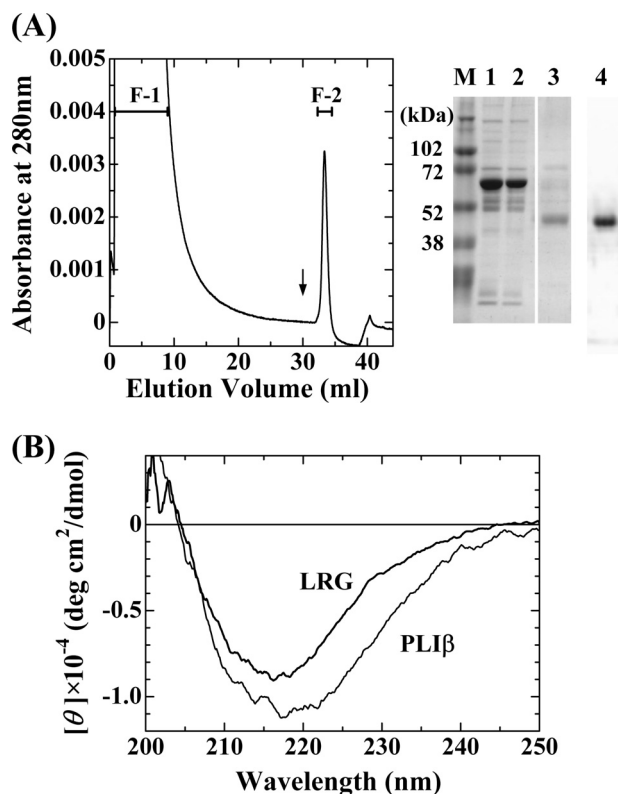 (A)
Absorbance at 280nm
0.005
0.004
0.003
0.002
0.001
0
F-1
F-2
0 10 20 30 40
Elution Volume (ml)
M 1 2 3 4
(kDa)
102
72
52
38
(B)
[θ]×10⁻⁴ (deg cm²/dmol)
0
-0.5
-1.0
LRG
PLIβ
200 210 220 230 240 250
Wavelength (nm)